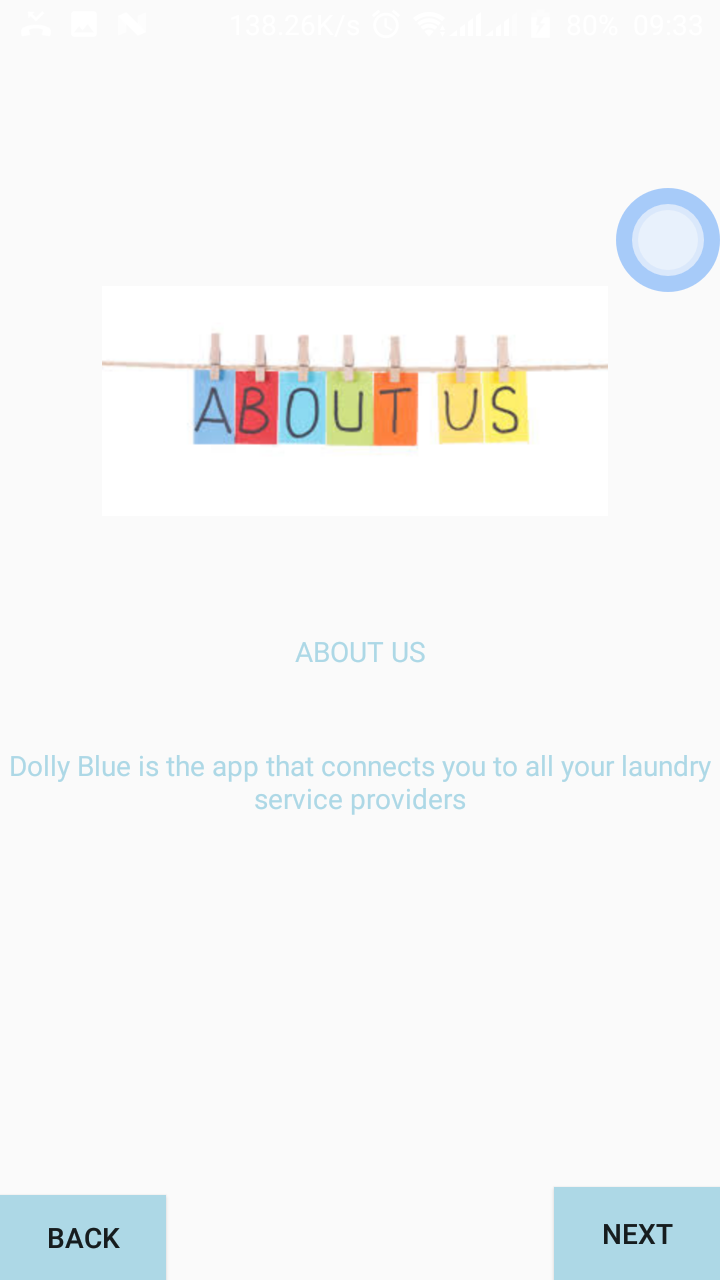 138.26K/s 80% 09:33
ABOUT US
ABOUT US
Dolly Blue is the app that connects you to all your laundry
service providers
BACK
NEXT